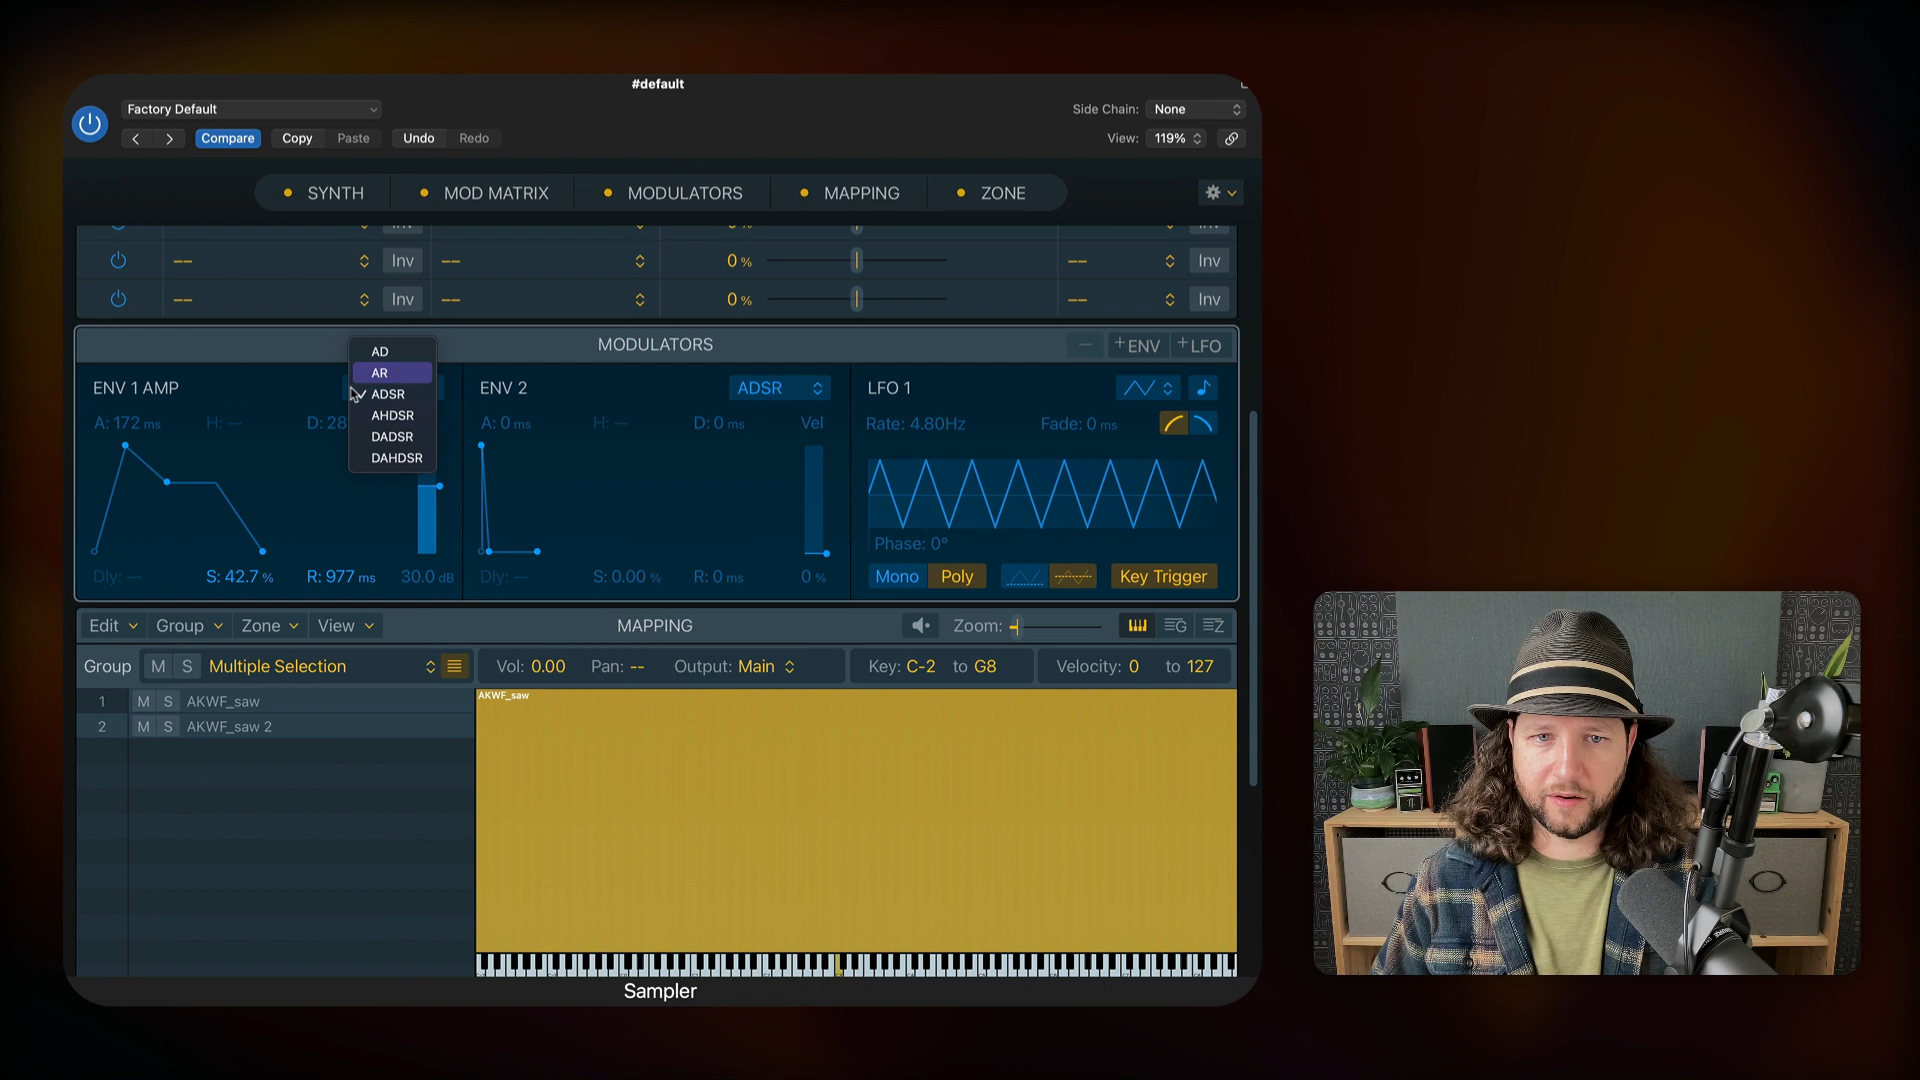 #default
Factory Default
Side Chain: None
Compare Copy Paste Undo Redo
View: 119%
SYNTH MOD MATRIX MODULATORS MAPPING ZONE
-- Inv -- 0 % -- Inv
-- Inv -- 0 % -- Inv
MODULATORS
+ENV +LFO
AD
AR
ADSR
AHDSR
DADSR
DAHDSR
ENV 1 AMP
A: 172 ms H: -- D: 28
S: 42.7 % R: 977 ms 30.0 dB
Dly: --
ENV 2 ADSR
A: 0 ms H: -- D: 0 ms Vel
Dly: -- S: 0.00 % R: 0 ms 0 %
LFO 1
Rate: 4.80Hz Fade: 0 ms
Phase: 0°
Mono Poly Key Trigger
Edit Group Zone View MAPPING Zoom:
Group M S Multiple Selection Vol: 0.00 Pan: -- Output: Main Key: C-2 to G8 Velocity: 0 to 127
1 M S AKWF_saw
2 M S AKWF_saw 2
AKWF_saw
Sampler